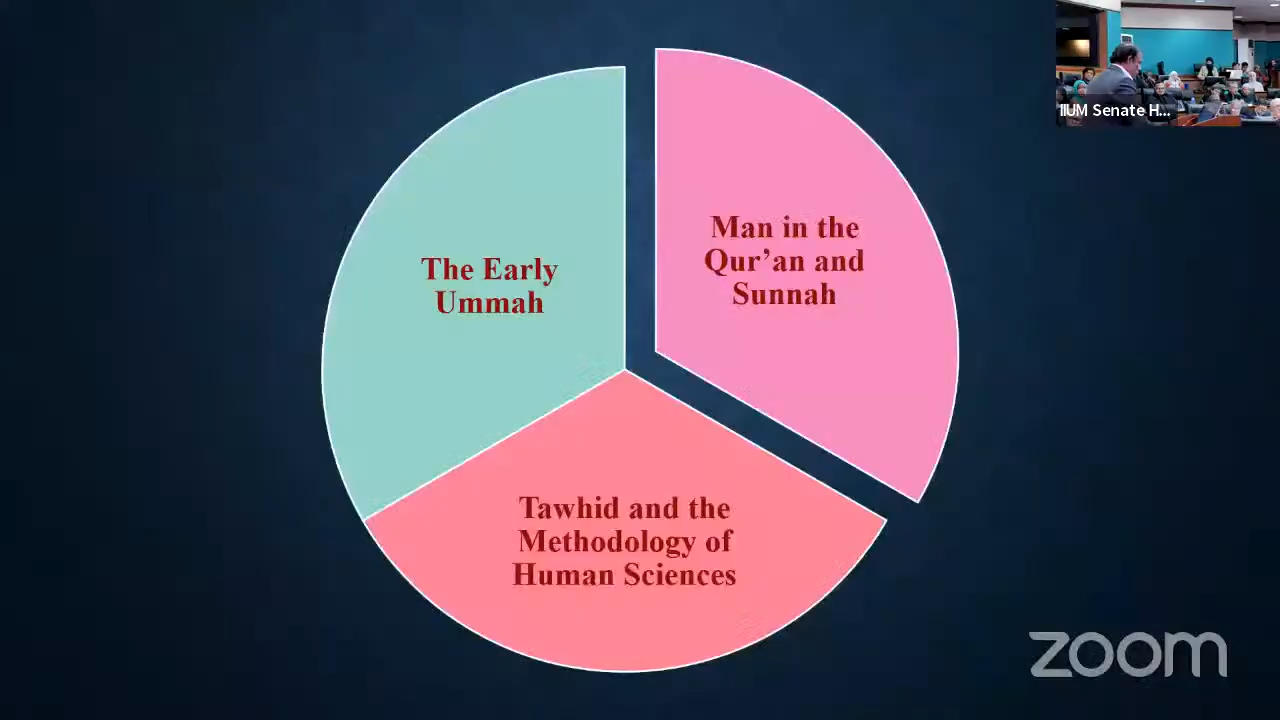 IIUM Senate H...
Man in the
Qur’an and
Sunnah
The Early
Ummah
Tawhid and the
Methodology of
Human Sciences
zoom